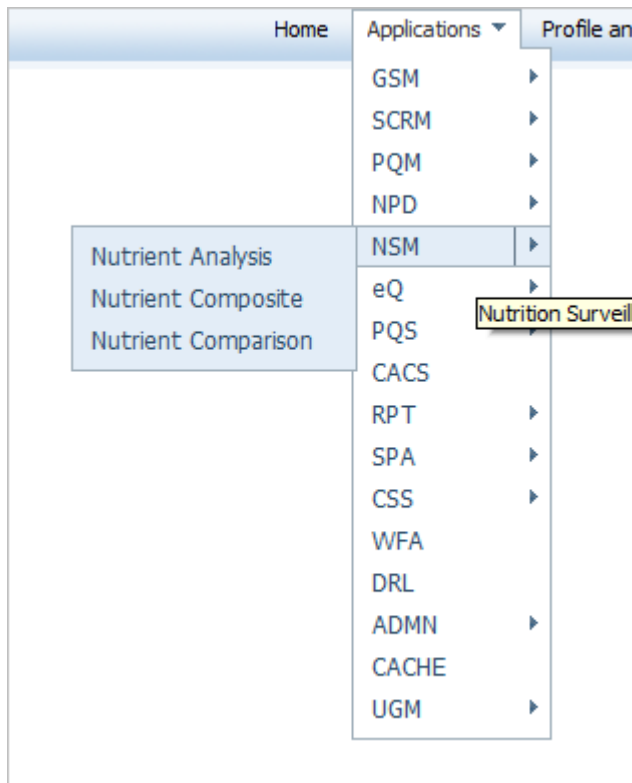 Home Applications Profile an
GSM
SCRM
PQM
NPD
NSM
Nutrient Analysis
Nutrient Composite
Nutrient Comparison
eQ
Nutrition Surveil
PQS
CACS
RPT
SPA
CSS
WFA
DRL
ADMN
CACHE
UGM